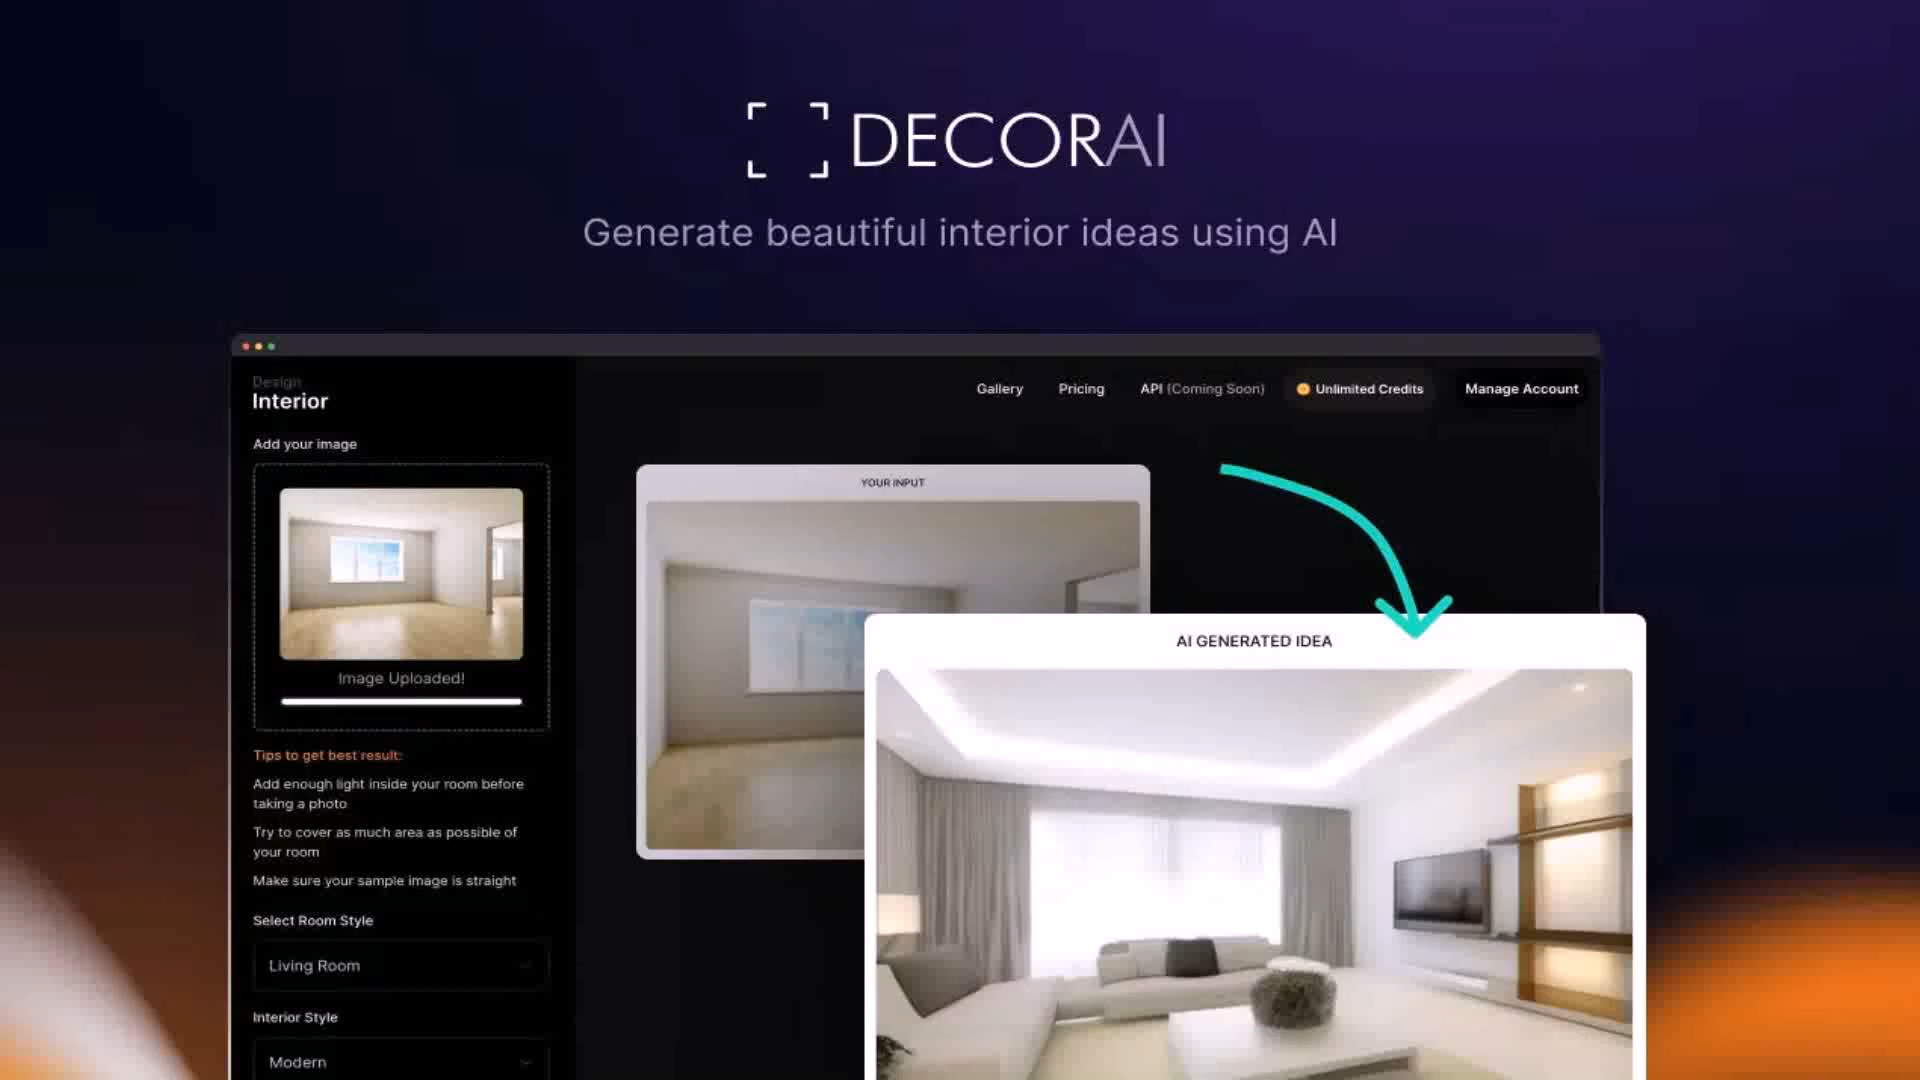 DECORAI
Generate beautiful interior ideas using AI
Design
Interior
Gallery
Pricing
API (Coming Soon)
Unlimited Credits
Manage Account
Add your image
Image Uploaded!
Tips to get best result:
Add enough light inside your room before
taking a photo
Try to cover as much area as possible of
your room
Make sure your sample image is straight
Select Room Style
Living Room
Interior Style
Modern
YOUR INPUT
AI GENERATED IDEA